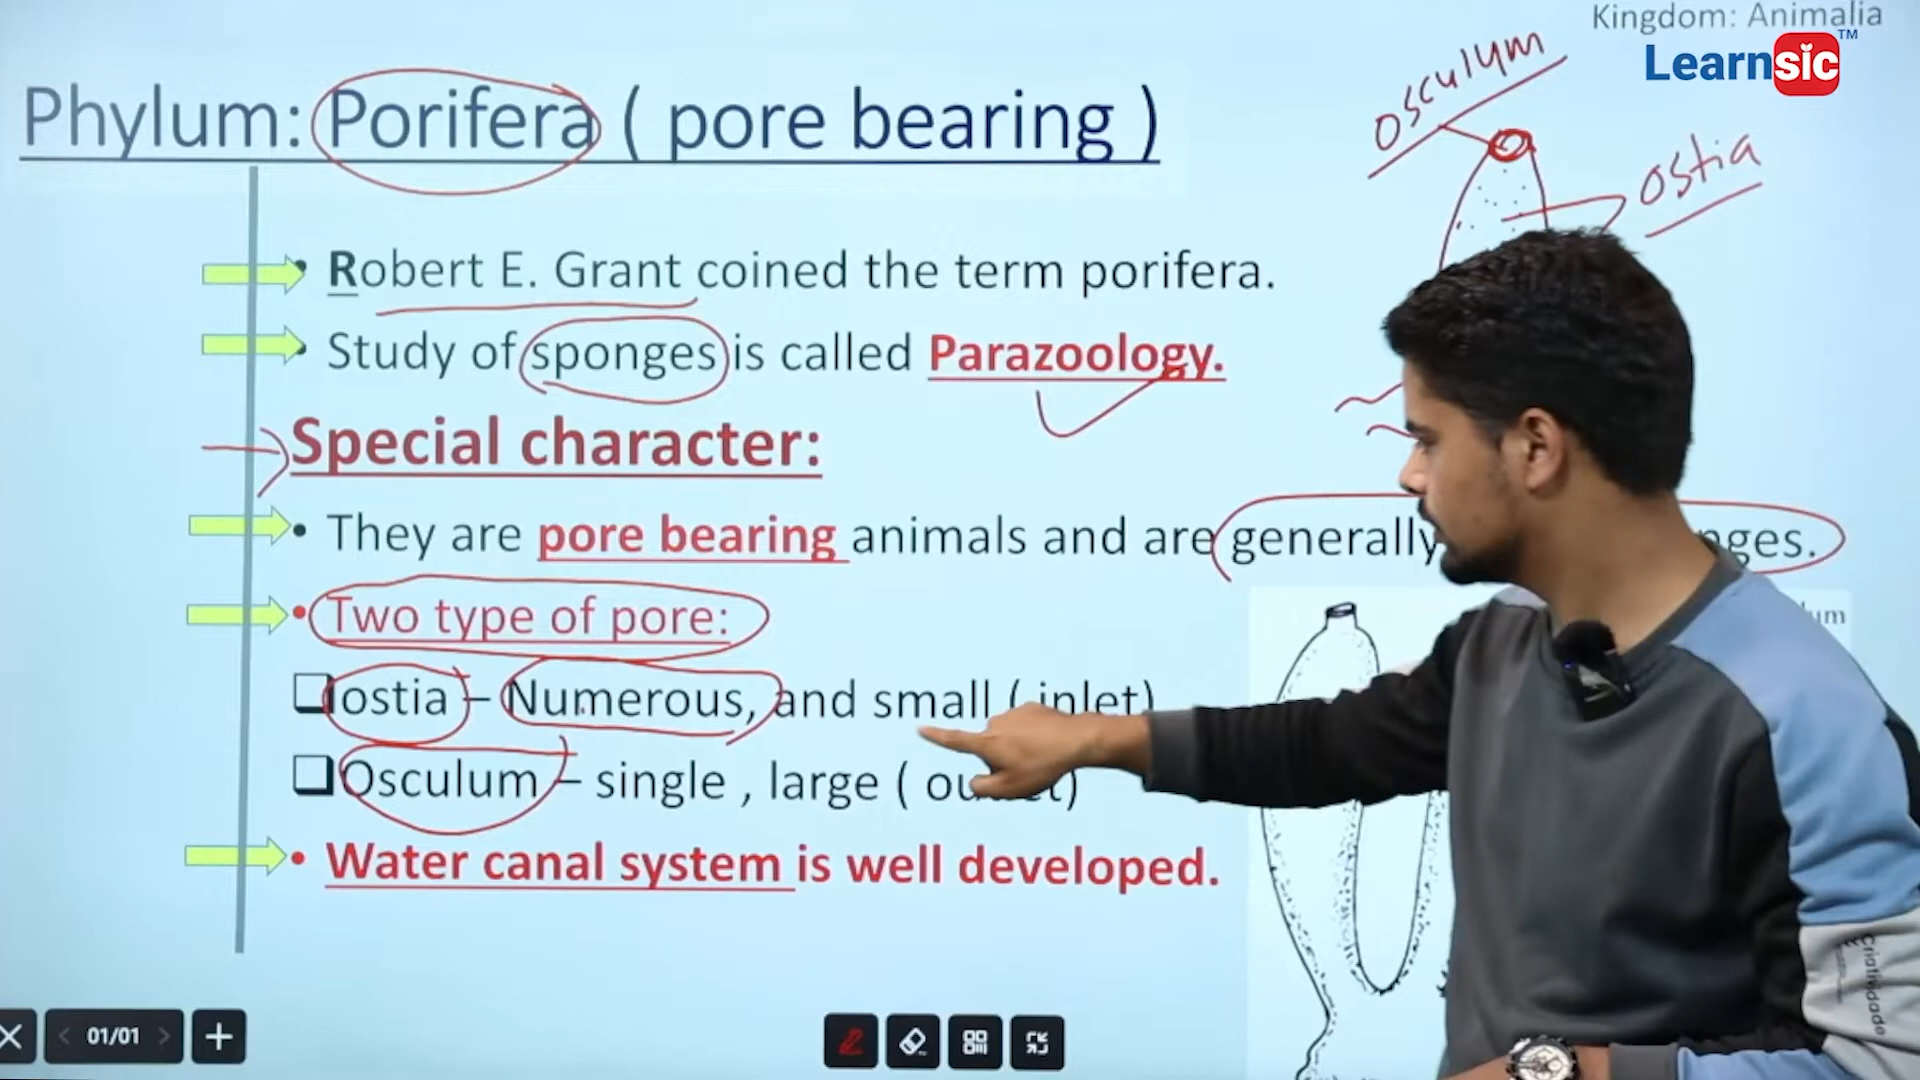 Kingdom: Animalia
Learnsic™
Phylum: Porifera ( pore bearing )
osculum
ostia
• Robert E. Grant coined the term porifera.
• Study of sponges is called Parazoology.
Special character:
• They are pore bearing animals and are generally
• Two type of pore:
ostia – Numerous, and small ( inlet)
Osculum – single , large (
• Water canal system is well developed.
01/01
Criatividade